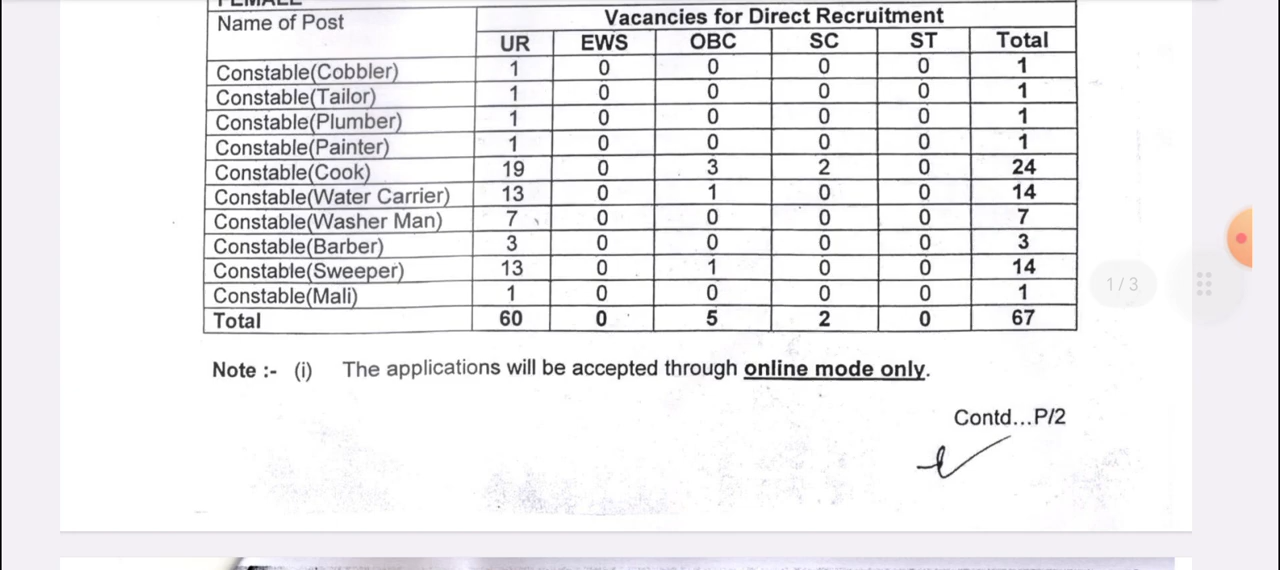 FEMALE
Name of Post Vacancies for Direct Recruitment
UR EWS OBC SC ST Total
Constable(Cobbler) 1 0 0 0 0 1
Constable(Tailor) 1 0 0 0 0 1
Constable(Plumber) 1 0 0 0 0 1
Constable(Painter) 1 0 0 0 0 1
Constable(Cook) 19 0 3 2 0 24
Constable(Water Carrier) 13 0 1 0 0 14
Constable(Washer Man) 7 0 0 0 0 7
Constable(Barber) 3 0 0 0 0 3
Constable(Sweeper) 13 0 1 0 0 14
Constable(Mali) 1 0 0 0 0 1
Total 60 0 5 2 0 67
1/3
Note :- (i) The applications will be accepted through online mode only.
Contd...P/2